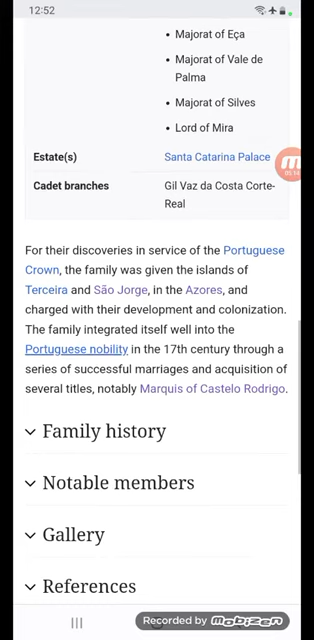 12:52
• Majorat of Eça
• Majorat of Vale de
Palma
• Majorat of Silves
• Lord of Mira
Estate(s) Santa Catarina Palace
05:14
Cadet branches Gil Vaz da Costa Corte-
Real
For their discoveries in service of the Portuguese
Crown, the family was given the islands of
Terceira and São Jorge, in the Azores, and
charged with their development and colonization.
The family integrated itself well into the
Portuguese nobility in the 17th century through a
series of successful marriages and acquisition of
several titles, notably Marquis of Castelo Rodrigo.
Family history
Notable members
Gallery
References
Recorded by mobizen